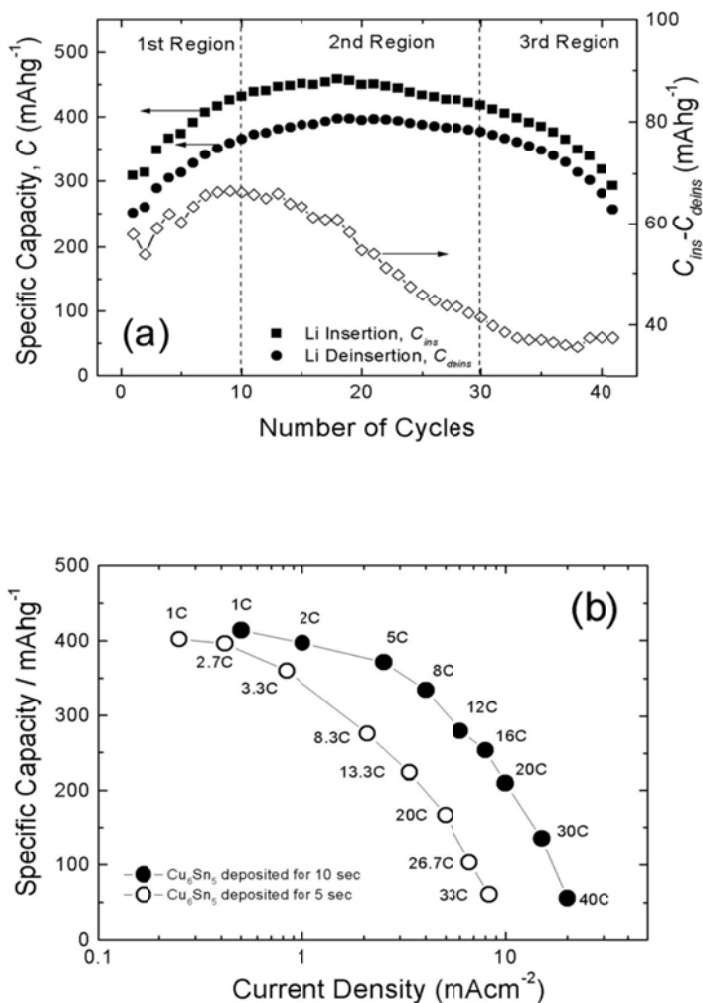 1st Region 2nd Region 3rd Region
500
400
300
200
100
0
Specific Capacity, C (mAhg⁻¹)
100
80
60
40
C_ins-C_deins (mAhg⁻¹)
(a)
Li Insertion, C_ins
Li Deinsertion, C_deins
0 10 20 30 40
Number of Cycles
500
400
300
200
100
0
Specific Capacity / mAhg⁻¹
(b)
1C 1C 2C 5C
2.7C
3.3C
8C
12C
8.3C
16C
13.3C
20C
20C
30C
26.7C
33C
40C
Cu₆Sn₅ deposited for 10 sec
Cu₆Sn₅ deposited for 5 sec
0.1 1 10
Current Density (mAcm⁻²)